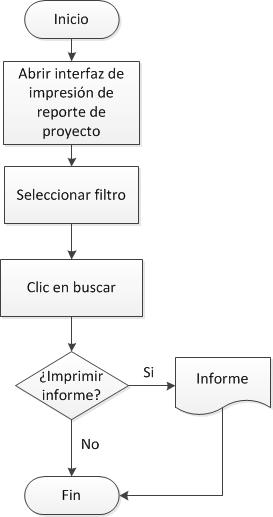 Inicio
Abrir interfaz de
impresión de
reporte de
proyecto
Seleccionar filtro
Clic en buscar
¿Imprimir
informe?
Si
Informe
No
Fin